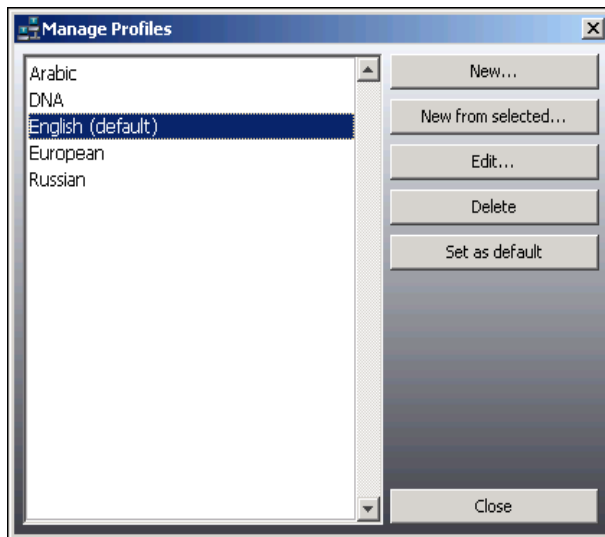 Manage Profiles
Arabic
DNA
English (default)
European
Russian
New...
New from selected...
Edit...
Delete
Set as default
Close